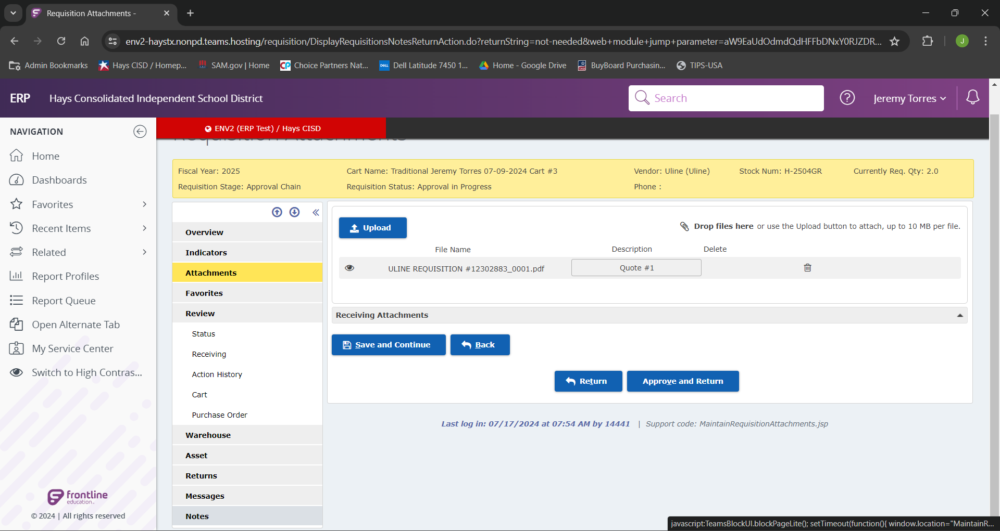 Requisition Attachments -
env2-haystx.nonpd.teams.hosting/requisition/DisplayRequisitionsNotesReturnAction.do?returnString=not-needed&web+module+jump+parameter=aW9EaUdOdmdQdHFFbDNxY0RJZDR...
J
Admin Bookmarks
Hays CISD / Homep...
SAM.gov | Home
CP
Choice Partners Nat...
DELL
Dell Latitude 7450 1...
Home - Google Drive
BuyBoard Purchasin...
TIPS-USA
ERP
Hays Consolidated Independent School District
Search
Jeremy Torres
NAVIGATION
Home
Dashboards
Favorites
Recent Items
Related
Report Profiles
Report Queue
Open Alternate Tab
My Service Center
Switch to High Contras...
frontline
education
© 2024 | All rights reserved
ENV2 (ERP Test) / Hays CISD
Requisition Attachments
Fiscal Year: 2025
Cart Name: Traditional Jeremy Torres 07-09-2024 Cart #3
Vendor: Uline (Uline)
Stock Num: H-2504GR
Currently Req. Qty: 2.0
Requisition Stage: Approval Chain
Requisition Status: Approval in Progress
Phone :
Overview
Indicators
Attachments
Favorites
Review
Status
Receiving
Action History
Cart
Purchase Order
Warehouse
Asset
Returns
Messages
Notes
Upload
Drop files here or use the Upload button to attach, up to 10 MB per file.
File Name
Description
Delete
ULINE REQUISITION #12302883_0001.pdf
Quote #1
Receiving Attachments
Save and Continue
Back
Return
Approve and Return
Last log in: 07/17/2024 at 07:54 AM by 14441 | Support code: MaintainRequisitionAttachments.jsp
javascript:TeamsBlockUI.blockPageLite(); setTimeout(function(){ window.location="MaintainR...